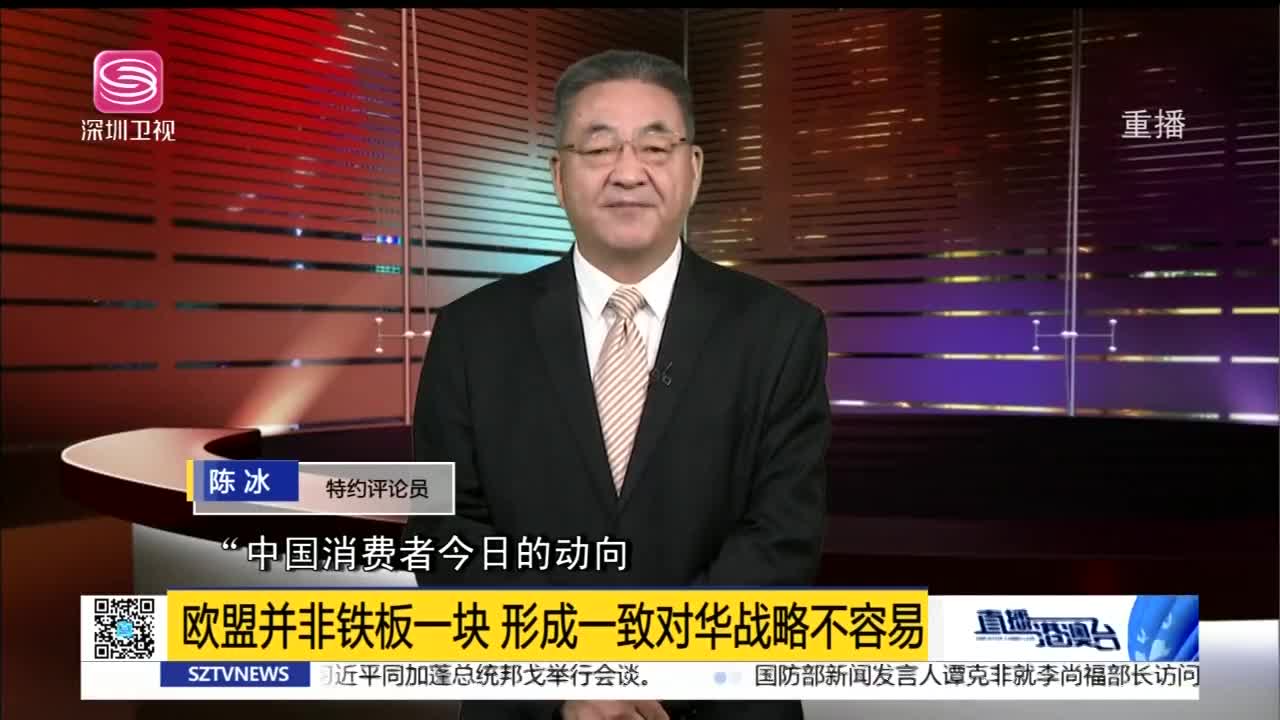 深圳卫视
重播
陈冰
特约评论员
“中国消费者今日的动向
欧盟并非铁板一块 形成一致对华战略不容易
直播港澳台
SZTVNEWS
习近平同加蓬总统邦戈举行会谈。
国防部新闻发言人谭克非就李尚福部长访问